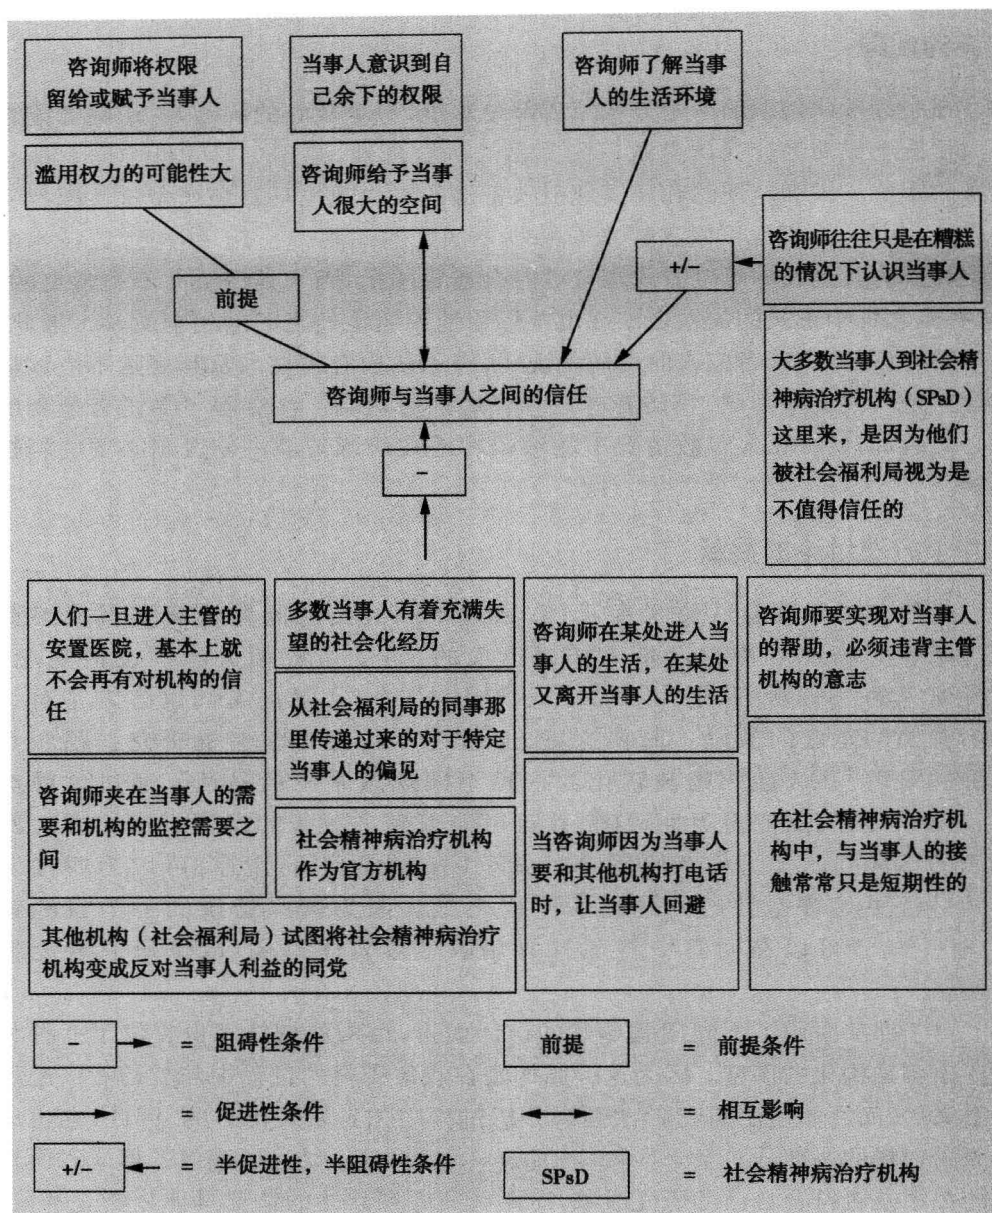 咨询师将权限
留给或赋予当事人
当事人意识到自
己余下的权限
咨询师了解当事
人的生活环境
滥用权力的可能性大
咨询师给予当事
人很大的空间
咨询师往往只是在糟糕
的情况下认识当事人
+/−
前提
大多数当事人到社会精
神病治疗机构（SPsD）
这里来，是因为他们
被社会福利局视为是
不值得信任的
咨询师与当事人之间的信任
−
人们一旦进入主管的
安置医院，基本上就
不会再有对机构的信
任
多数当事人有着充满失
望的社会化经历
咨询师在某处进入当
事人的生活，在某处
又离开当事人的生活
咨询师要实现对当事人
的帮助，必须违背主管
机构的意志
从社会福利局的同事那
里传递过来的对于特定
当事人的偏见
咨询师夹在当事人的需
要和机构的监控需要之
间
社会精神病治疗机构
作为官方机构
当咨询师因为当事人
要和其他机构打电话
时，让当事人回避
在社会精神病治疗机
构中，与当事人的接
触常常只是短期性的
其他机构（社会福利局）试图将社会精神病治疗
机构变成反对当事人利益的同党
− = 阻碍性条件
前提 = 前提条件
= 促进性条件
= 相互影响
+/− = 半促进性，半阻碍性条件
SPsD = 社会精神病治疗机构